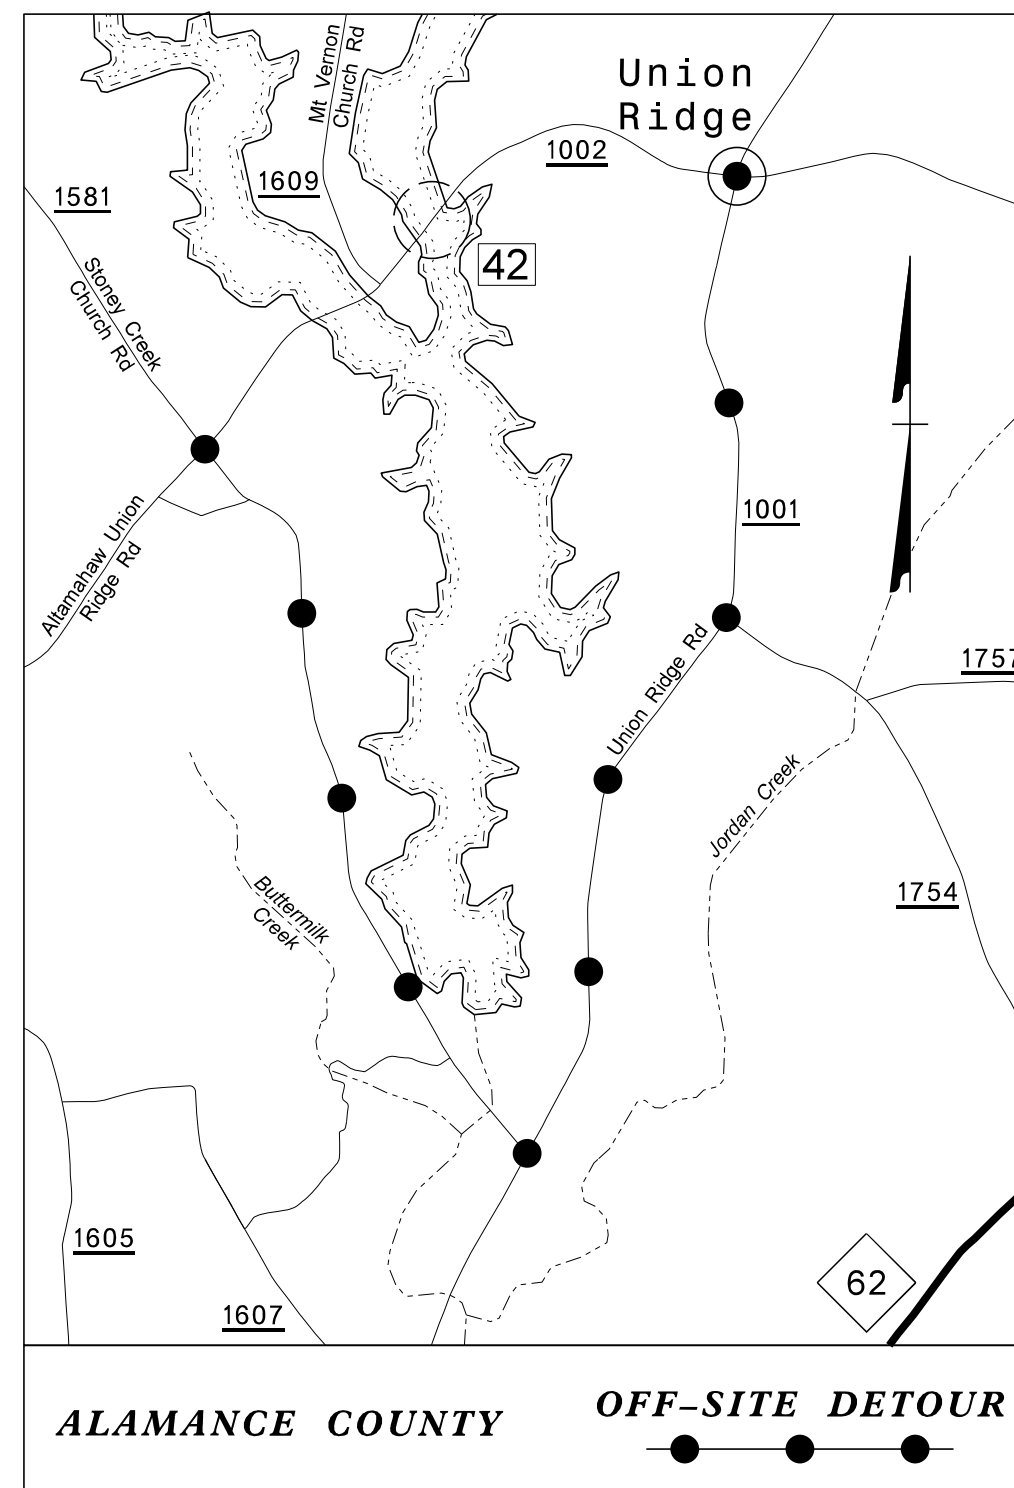 Mt Vernon
Church Rd
Union
Ridge
1002
1609
1581
42
Stoney Creek
Church Rd
1001
Altamahaw Union
Ridge Rd
Union Ridge Rd
1757
Jordan Creek
1754
Buttermilk
Creek
1605
62
1607
ALAMANCE COUNTY
OFF-SITE DETOUR